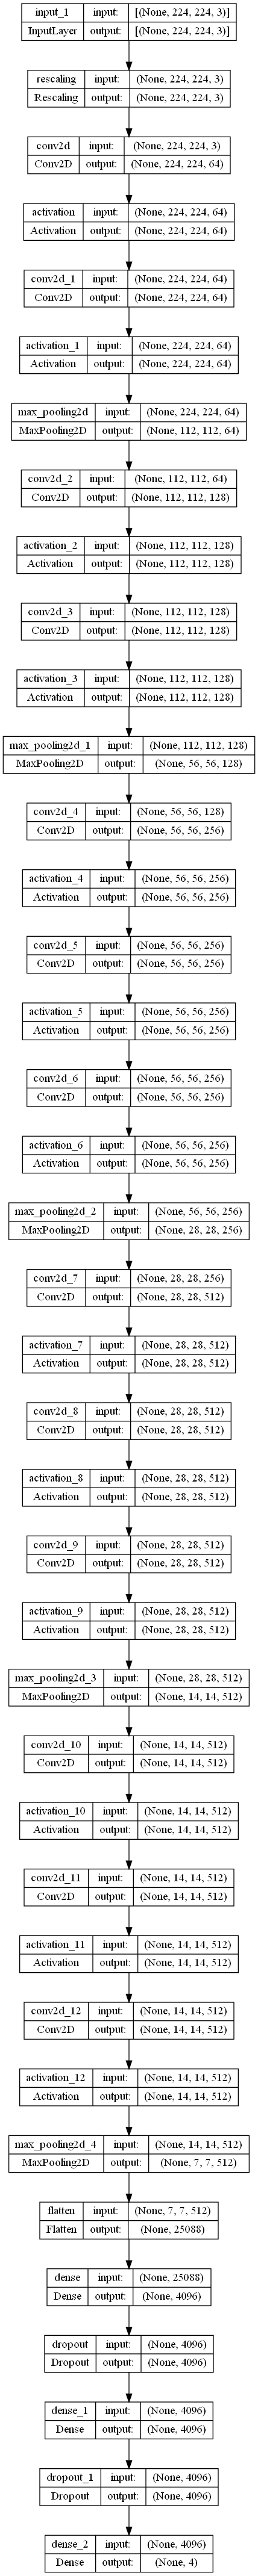 input_1 input: [(None, 224, 224, 3)]
InputLayer output: [(None, 224, 224, 3)]
rescaling input: (None, 224, 224, 3)
Rescaling output: (None, 224, 224, 3)
conv2d input: (None, 224, 224, 3)
Conv2D output: (None, 224, 224, 64)
activation input: (None, 224, 224, 64)
Activation output: (None, 224, 224, 64)
conv2d_1 input: (None, 224, 224, 64)
Conv2D output: (None, 224, 224, 64)
activation_1 input: (None, 224, 224, 64)
Activation output: (None, 224, 224, 64)
max_pooling2d input: (None, 224, 224, 64)
MaxPooling2D output: (None, 112, 112, 64)
conv2d_2 input: (None, 112, 112, 64)
Conv2D output: (None, 112, 112, 128)
activation_2 input: (None, 112, 112, 128)
Activation output: (None, 112, 112, 128)
conv2d_3 input: (None, 112, 112, 128)
Conv2D output: (None, 112, 112, 128)
activation_3 input: (None, 112, 112, 128)
Activation output: (None, 112, 112, 128)
max_pooling2d_1 input: (None, 112, 112, 128)
MaxPooling2D output: (None, 56, 56, 128)
conv2d_4 input: (None, 56, 56, 128)
Conv2D output: (None, 56, 56, 256)
activation_4 input: (None, 56, 56, 256)
Activation output: (None, 56, 56, 256)
conv2d_5 input: (None, 56, 56, 256)
Conv2D output: (None, 56, 56, 256)
activation_5 input: (None, 56, 56, 256)
Activation output: (None, 56, 56, 256)
conv2d_6 input: (None, 56, 56, 256)
Conv2D output: (None, 56, 56, 256)
activation_6 input: (None, 56, 56, 256)
Activation output: (None, 56, 56, 256)
max_pooling2d_2 input: (None, 56, 56, 256)
MaxPooling2D output: (None, 28, 28, 256)
conv2d_7 input: (None, 28, 28, 256)
Conv2D output: (None, 28, 28, 512)
activation_7 input: (None, 28, 28, 512)
Activation output: (None, 28, 28, 512)
conv2d_8 input: (None, 28, 28, 512)
Conv2D output: (None, 28, 28, 512)
activation_8 input: (None, 28, 28, 512)
Activation output: (None, 28, 28, 512)
conv2d_9 input: (None, 28, 28, 512)
Conv2D output: (None, 28, 28, 512)
activation_9 input: (None, 28, 28, 512)
Activation output: (None, 28, 28, 512)
max_pooling2d_3 input: (None, 28, 28, 512)
MaxPooling2D output: (None, 14, 14, 512)
conv2d_10 input: (None, 14, 14, 512)
Conv2D output: (None, 14, 14, 512)
activation_10 input: (None, 14, 14, 512)
Activation output: (None, 14, 14, 512)
conv2d_11 input: (None, 14, 14, 512)
Conv2D output: (None, 14, 14, 512)
activation_11 input: (None, 14, 14, 512)
Activation output: (None, 14, 14, 512)
conv2d_12 input: (None, 14, 14, 512)
Conv2D output: (None, 14, 14, 512)
activation_12 input: (None, 14, 14, 512)
Activation output: (None, 14, 14, 512)
max_pooling2d_4 input: (None, 14, 14, 512)
MaxPooling2D output: (None, 7, 7, 512)
flatten input: (None, 7, 7, 512)
Flatten output: (None, 25088)
dense input: (None, 25088)
Dense output: (None, 4096)
dropout input: (None, 4096)
Dropout output: (None, 4096)
dense_1 input: (None, 4096)
Dense output: (None, 4096)
dropout_1 input: (None, 4096)
Dropout output: (None, 4096)
dense_2 input: (None, 4096)
Dense output: (None, 4)